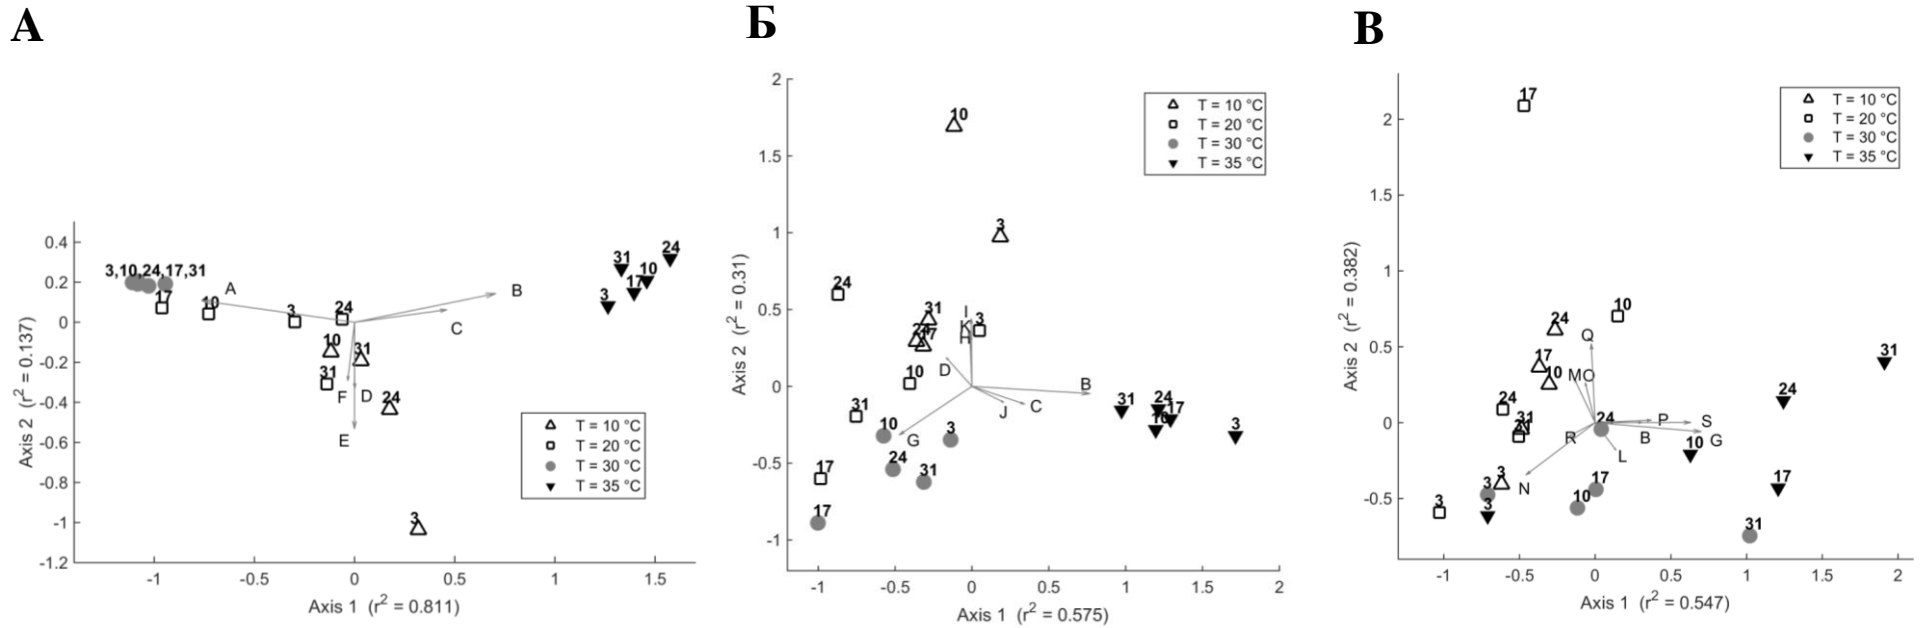 А
0.4
0.2
0
-0.2
-0.4
-0.6
-0.8
-1
-1.2
-1
-0.5
0
0.5
1
1.5
Axis 2 (r2 = 0.137)
Axis 1 (r2 = 0.811)
3,10,24,17,31
17
10
3
24
10
31
31
24
3
31
24
17
10
3
A
B
C
F
D
E
T = 10 °C
T = 20 °C
T = 30 °C
T = 35 °C
Б
2
1.5
1
0.5
0
-0.5
-1
-1
-0.5
0
0.5
1
1.5
2
Axis 2 (r2 = 0.31)
Axis 1 (r2 = 0.575)
10
3
24
31
24
17
3
10
31
10
3
24
31
17
17
31
24
17
10
3
I
K
H
D
B
J
C
G
T = 10 °C
T = 20 °C
T = 30 °C
T = 35 °C
В
2
1.5
1
0.5
0
-0.5
-1
-0.5
0
0.5
1
1.5
2
Axis 2 (r2 = 0.382)
Axis 1 (r2 = 0.547)
17
10
24
17
10
24
31
24
31
24
10
3
3
3
3
10
17
17
31
Q
M
O
P
S
R
B
G
L
N
T = 10 °C
T = 20 °C
T = 30 °C
T = 35 °C